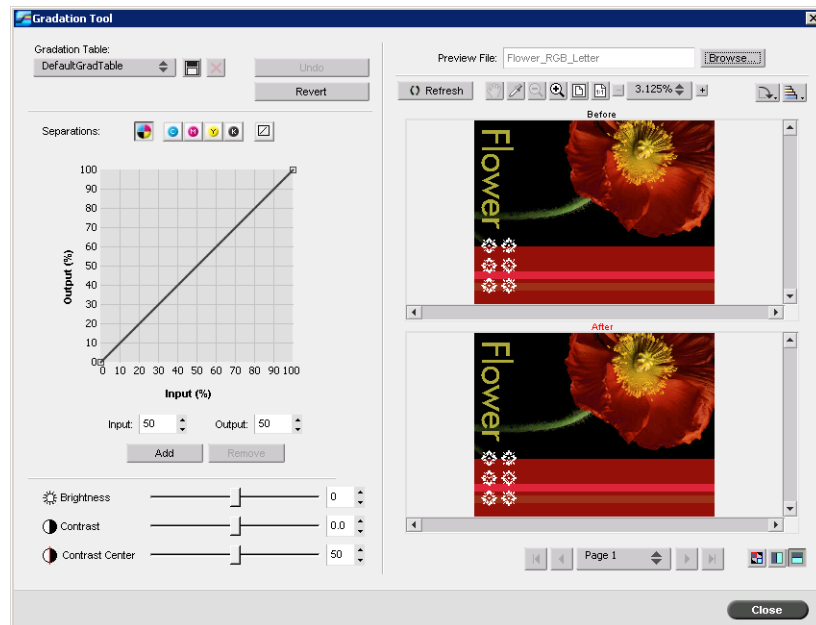 Gradation Tool
Gradation Table:
DefaultGradTable
Undo
Revert
Separations:
C M Y K
100
90
80
70
60
50
40
30
20
10
0
Output (%)
0 10 20 30 40 50 60 70 80 90 100
Input (%)
Input: 50 Output: 50
Add Remove
Brightness 0
Contrast 0.0
Contrast Center 50
Preview File: Flower_RGB_Letter Browse...
Refresh 3.125%
Before
Flower
After
Flower
Page 1
Close